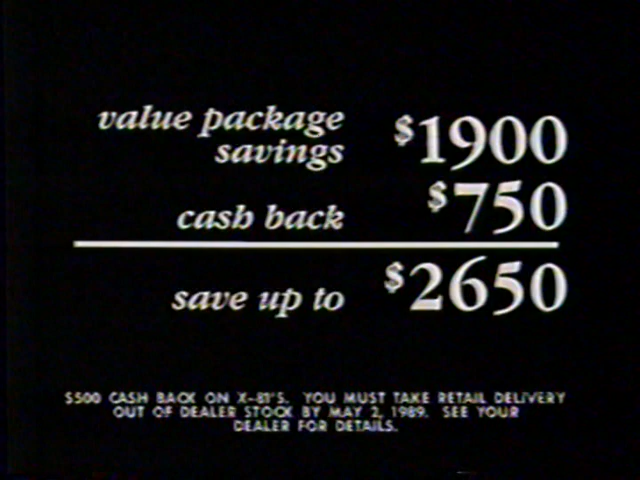 value package
savings $1900
cash back $750
save up to $2650
$500 CASH BACK ON X-81'S. YOU MUST TAKE RETAIL DELIVERY
OUT OF DEALER STOCK BY MAY 2, 1989. SEE YOUR
DEALER FOR DETAILS.